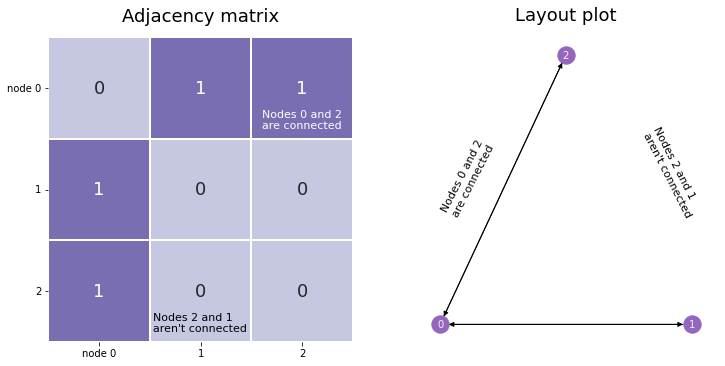 Adjacency matrix
node 0
1
2
0
1
1
Nodes 0 and 2
are connected
1
0
0
1
0
0
Nodes 2 and 1
aren't connected
node 0
1
2
Layout plot
2
Nodes 0 and 2
are connected
Nodes 2 and 1
aren't connected
0
1